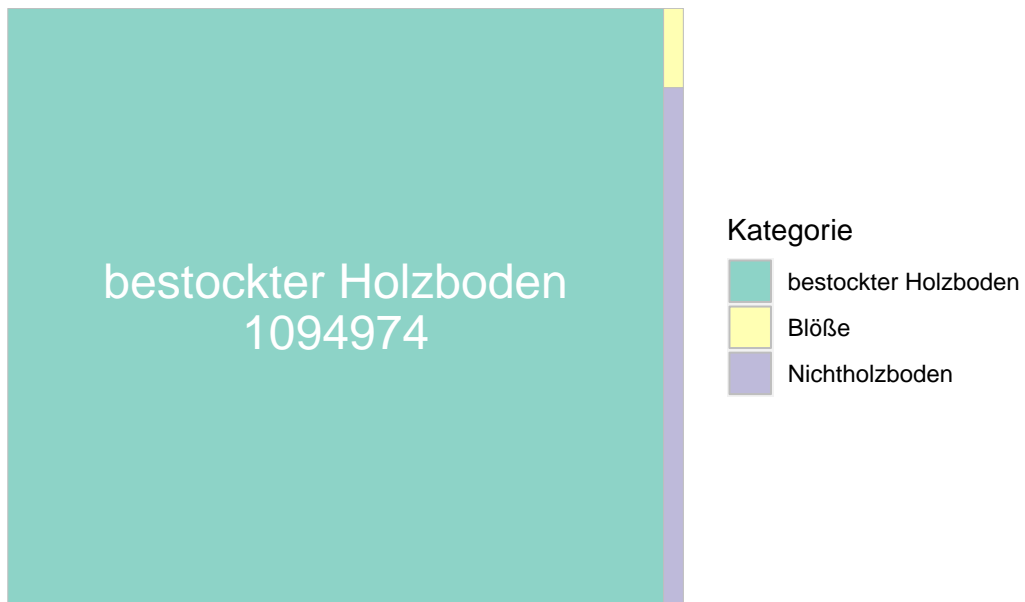 bestockter Holzboden
1094974
Kategorie
bestockter Holzboden
Blöße
Nichtholzboden